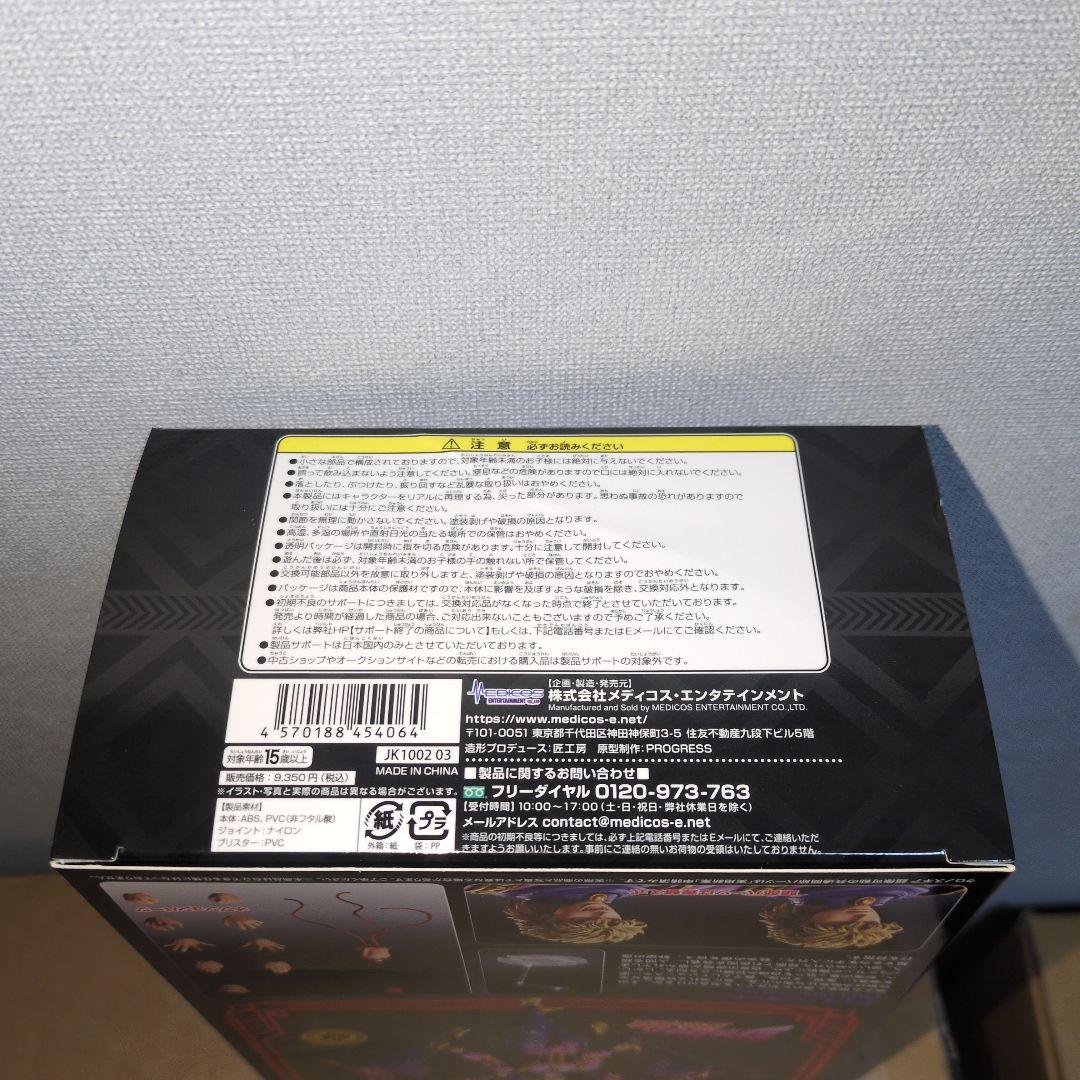 ⚠ 注意 必ずお読みください
●小さな部品で構成されておりますので、対象年齢未満のお子様には絶対に与えないでください。
●誤って飲み込まないよう注意してください。窒息などの危険がありますので口には絶対に入れないでください。
●落としたり、ぶつけたり、振り回すなど乱暴な取り扱いはおやめください。
●本製品にはキャラクターをリアルに再現する為、尖った部分があります。思わぬ事故の恐れがありますので
取り扱いには十分にご注意ください。
●関節を無理に動かさないでください。塗装剥げや破損の原因となります。
●高温、多湿の場所や直射日光の当たる場所での保管はおやめください。
●透明パッケージは開封時に指を切る危険があります。十分に注意して開封してください。
●遊んだ後は必ず、対象年齢未満のお子様の手の触れない所で保管してください。
●交換可能部品以外を故意に取り外しますと、塗装剥げや破損の原因となりますのでおやめください。
●パッケージは商品本体の保護材ですので、本体に影響を及ぼすような破損を除き、交換対応外となります。
●初期不良のサポートにつきましては、交換対応品がなくなった時点で終了とさせていただいております。
発売より時間が経過した商品の場合、ご対応出来ないこともございますので予めご了承ください。
詳しくは弊社HP【サポート終了の商品について】もしくは、下記電話番号またはEメールにてご確認ください。
●製品サポートは日本国内のみとさせていただいております。
●中古ショップやオークションサイトなどの転売における購入品は製品サポートの対象外です。
4 570188 454064
対象年齢15歳以上
JK1002 03
販売価格：9,350円（税込）
MADE IN CHINA
※イラスト・写真と実際の商品は異なる場合がございます。
【製品素材】
本体：ABS、PVC（非フタル酸）
ジョイント：ナイロン
ブリスター：PVC
紙
外箱：紙
プラ
袋：PP
MEDICOS
ENTERTAINMENT CO.,LTD
【企画・製造・発売元】
株式会社メディコス・エンタテインメント
Manufactured and Sold by MEDICOS ENTERTAINMENT CO.,LTD.
https://www.medicos-e.net/
〒101-0051 東京都千代田区神田神保町3-5 住友不動産九段下ビル5階
造形プロデュース：匠工房 原型制作：PROGRESS
■製品に関するお問い合わせ■
フリーダイヤル 0120-973-763
【受付時間】10:00～17:00（土・日・祝日・弊社休業日を除く）
メールアドレス contact@medicos-e.net
※商品の初期不良等につきましては、必ず上記電話番号またはEメールにて、ご連絡いただ
きますようお願いいたします。事前にご連絡の無いお荷物の受領はいたしておりません。